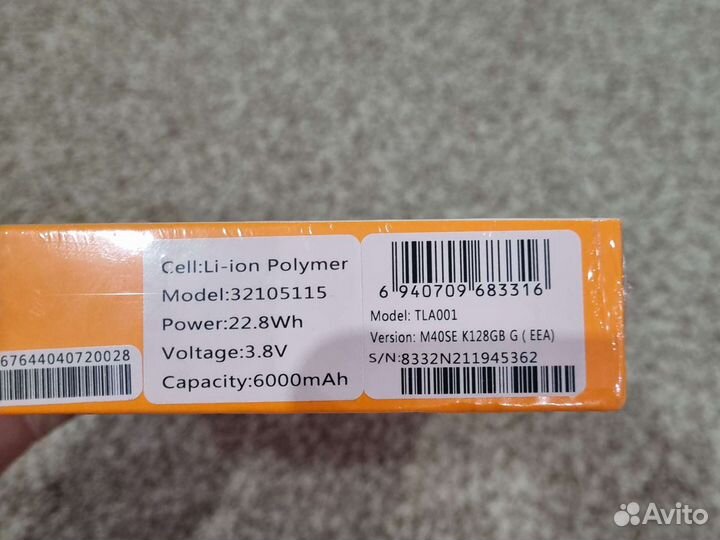 67644040720028
Cell:Li-ion Polymer
Model:32105115
Power:22.8Wh
Voltage:3.8V
Capacity:6000mAh
6 940709 683316
Model: TLA001
Version: M40SE K128GB G ( EEA)
S/N:8332N211945362
Avito